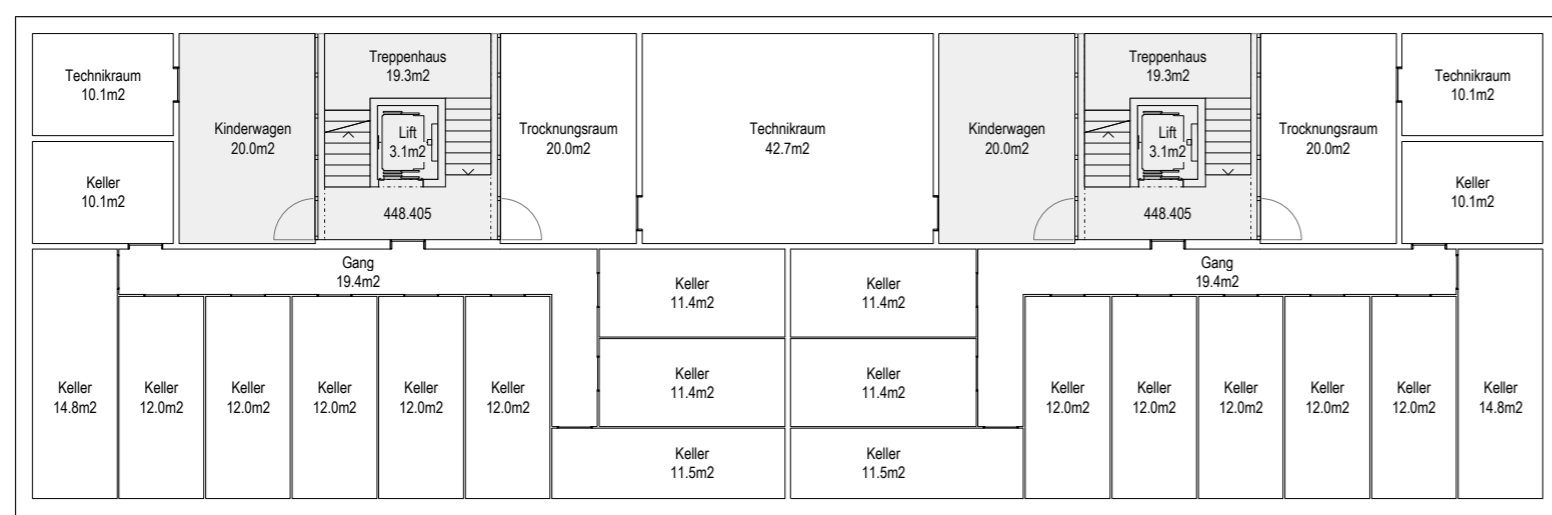 Technikraum
10.1m2
Kinderwagen
20.0m2
Treppenhaus
19.3m2
Lift
3.1m2
448.405
Trocknungsraum
20.0m2
Technikraum
42.7m2
Kinderwagen
20.0m2
Treppenhaus
19.3m2
Lift
3.1m2
448.405
Trocknungsraum
20.0m2
Technikraum
10.1m2
Keller
10.1m2
Keller
10.1m2
Gang
19.4m2
Keller
11.4m2
Keller
11.4m2
Gang
19.4m2
Keller
14.8m2
Keller
12.0m2
Keller
12.0m2
Keller
12.0m2
Keller
12.0m2
Keller
12.0m2
Keller
11.4m2
Keller
11.4m2
Keller
12.0m2
Keller
12.0m2
Keller
12.0m2
Keller
12.0m2
Keller
12.0m2
Keller
14.8m2
Keller
11.5m2
Keller
11.5m2